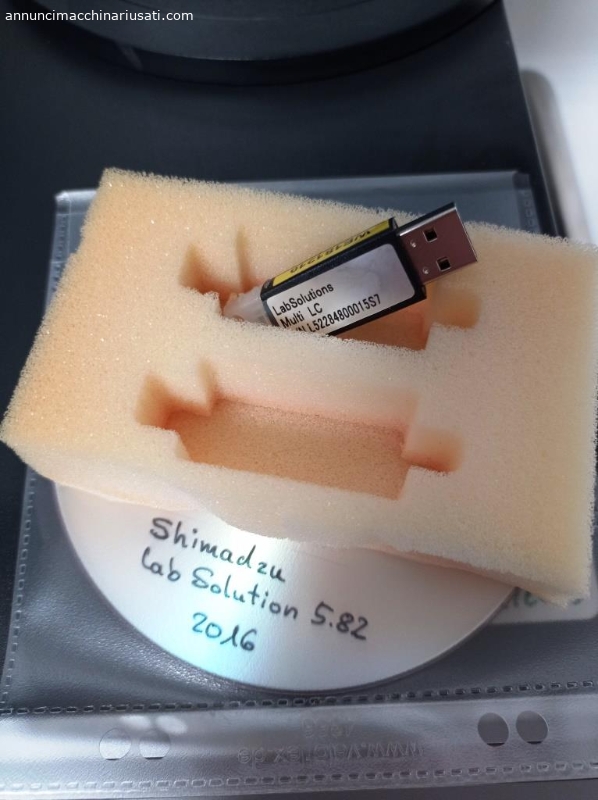 annuncimacchinariusati.com
LabSolutions
Multi LC
L52284800015S7
Shimadzu
Lab Solution 5.82
2016